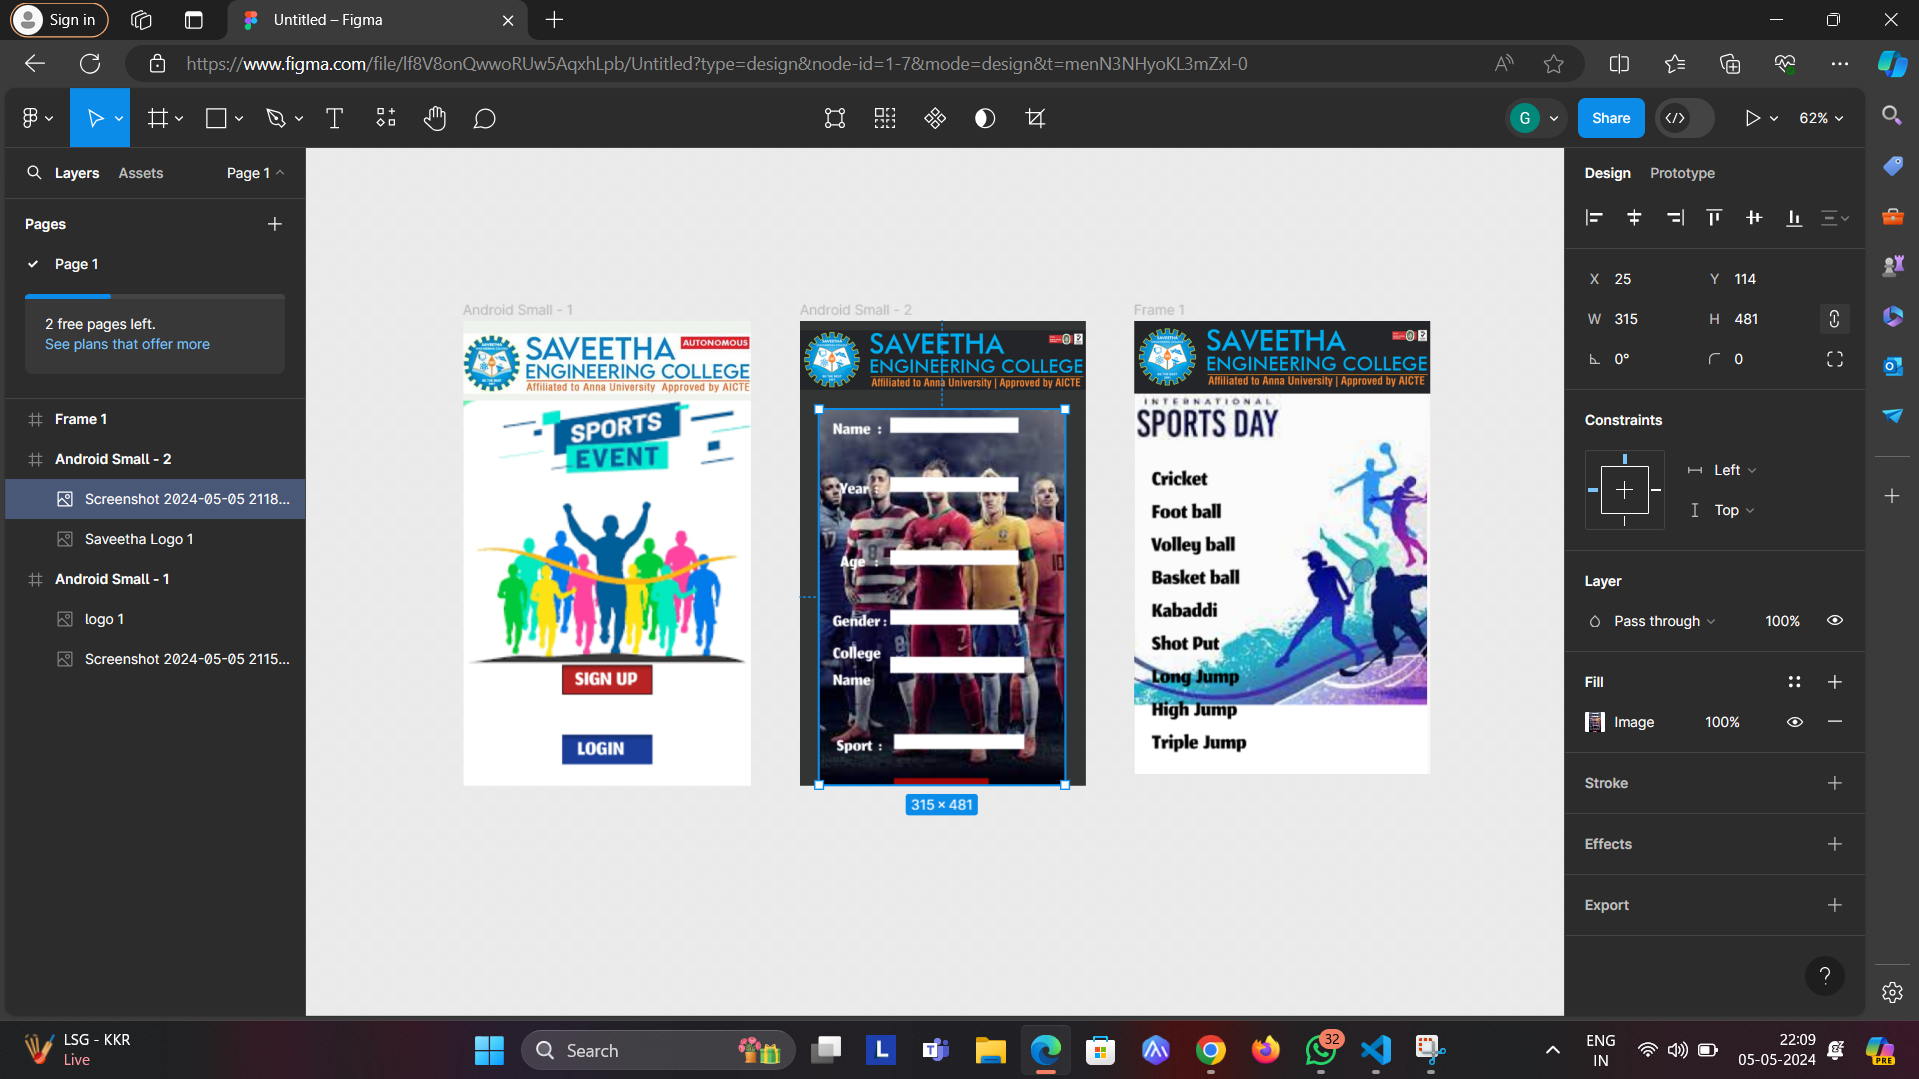 Sign in
Untitled – Figma
https://www.figma.com/file/lf8V8onQwwoRUw5AqxhLpb/Untitled?type=design&node-id=1-7&mode=design&t=menN3NHyoKL3mZxI-0
G
Share
62%
Layers
Assets
Page 1
Design
Prototype
Pages
Page 1
2 free pages left.
See plans that offer more
Frame 1
Android Small - 2
Screenshot 2024-05-05 2118...
Saveetha Logo 1
Android Small - 1
logo 1
Screenshot 2024-05-05 2115...
Android Small - 1
SAVEETHA
AUTONOMOUS
ENGINEERING COLLEGE
Affiliated to Anna University Approved by AICTE
SPORTS
EVENT
SIGN UP
LOGIN
Android Small - 2
SAVEETHA
ENGINEERING COLLEGE
Affiliated to Anna University | Approved by AICTE
Name :
Year :
Age :
Gender :
College
Name
Sport :
315 × 481
Frame 1
SAVEETHA
ENGINEERING COLLEGE
Affiliated to Anna University | Approved by AICTE
INTERNATIONAL
SPORTS DAY
Cricket
Foot ball
Volley ball
Basket ball
Kabaddi
Shot Put
Long Jump
High Jump
Triple Jump
X 25 Y 114
W 315 H 481
0° 0
Constraints
Left
Top
Layer
Pass through 100%
Fill
Image 100%
Stroke
Effects
Export
?
LSG - KKR
Live
Search
L
32
ENG
IN
22:09
05-05-2024
PRE